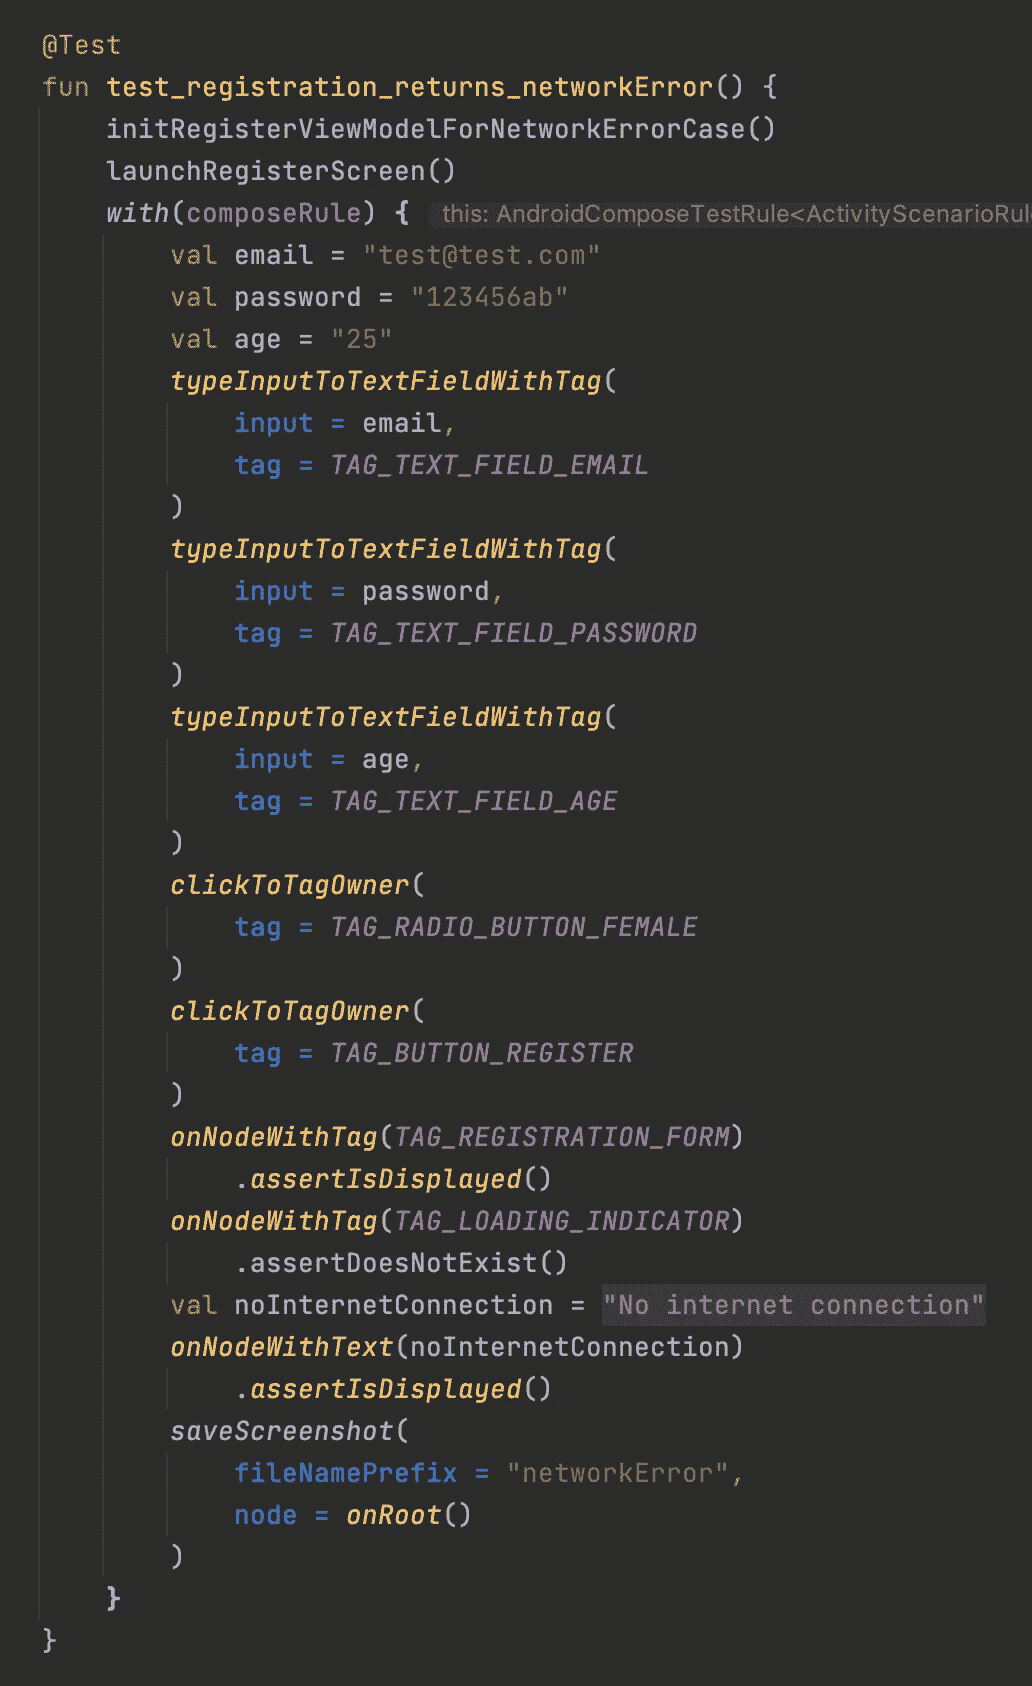 @Test
fun test_registration_returns_networkError() {
    initRegisterViewModelForNetworkErrorCase()
    launchRegisterScreen()
    with(composeRule) { this: AndroidComposeTestRule<ActivityScenarioRul
        val email = "test@test.com"
        val password = "123456ab"
        val age = "25"
        typeInputToTextFieldWithTag(
            input = email,
            tag = TAG_TEXT_FIELD_EMAIL
        )
        typeInputToTextFieldWithTag(
            input = password,
            tag = TAG_TEXT_FIELD_PASSWORD
        )
        typeInputToTextFieldWithTag(
            input = age,
            tag = TAG_TEXT_FIELD_AGE
        )
        clickToTagOwner(
            tag = TAG_RADIO_BUTTON_FEMALE
        )
        clickToTagOwner(
            tag = TAG_BUTTON_REGISTER
        )
        onNodeWithTag(TAG_REGISTRATION_FORM)
            .assertIsDisplayed()
        onNodeWithTag(TAG_LOADING_INDICATOR)
            .assertDoesNotExist()
        val noInternetConnection = "No internet connection"
        onNodeWithText(noInternetConnection)
            .assertIsDisplayed()
        saveScreenshot(
            fileNamePrefix = "networkError",
            node = onRoot()
        )
    }
}